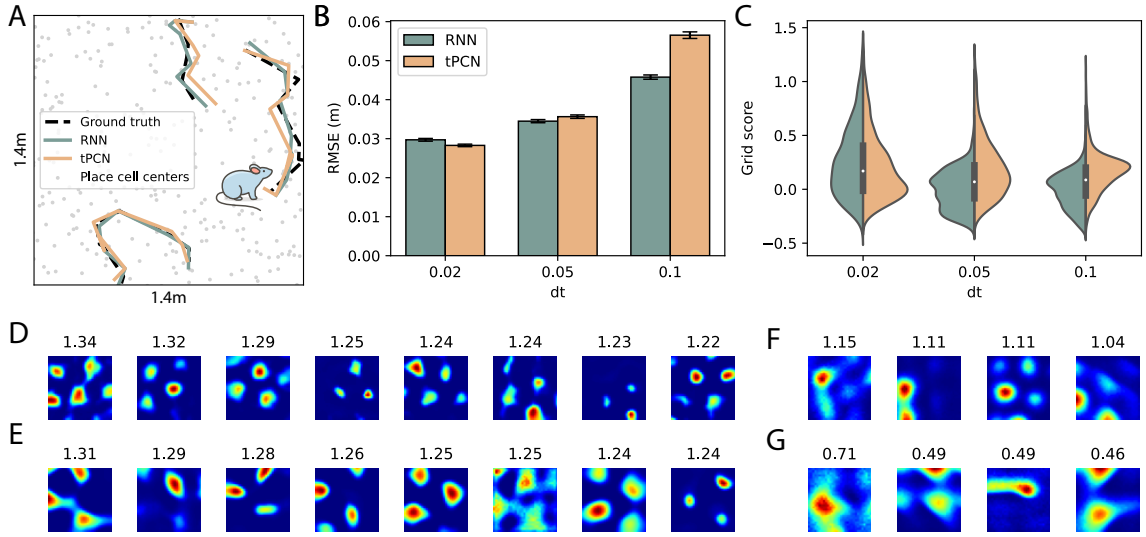 A
1.4m
Ground truth
RNN
tPCN
Place cell centers
1.4m
B
RMSE (m)
0.06
0.05
0.04
0.03
0.02
0.01
0.00
RNN
tPCN
0.02 0.05 0.1
dt
C
Grid score
1.5
1.0
0.5
0.0
−0.5
0.02 0.05 0.1
dt
D
1.34 1.32 1.29 1.25 1.24 1.24 1.23 1.22
E
1.31 1.29 1.28 1.26 1.25 1.25 1.24 1.24
F
1.15 1.11 1.11 1.04
G
0.71 0.49 0.49 0.46